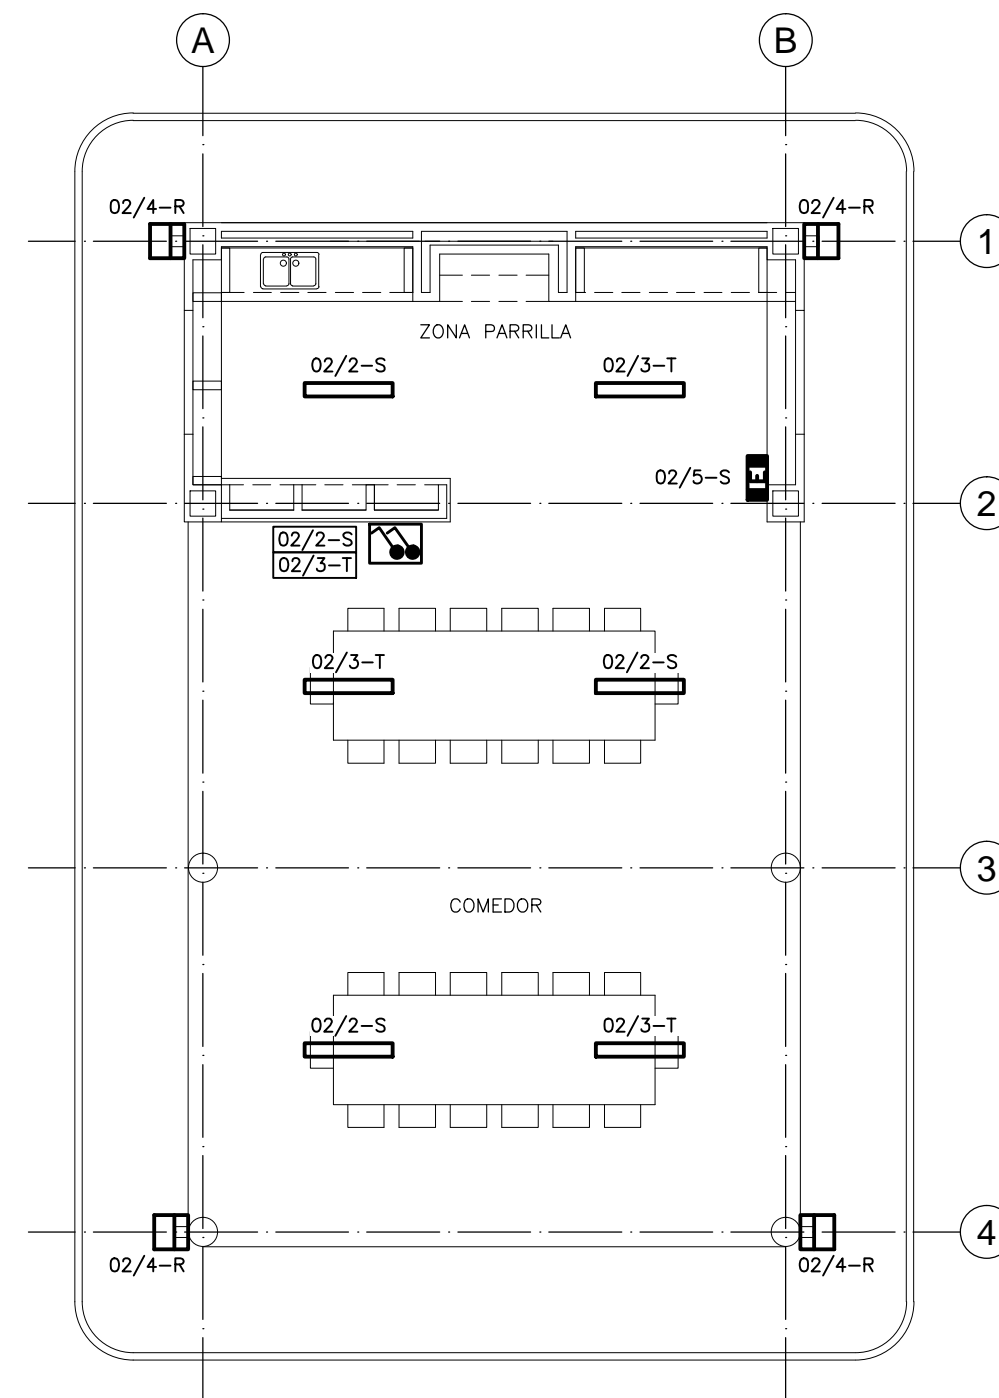 A B
02/4-R 02/4-R
1
ZONA PARRILLA
02/2-S 02/3-T
02/5-S IEI
2
02/2-S
02/3-T
02/3-T 02/2-S
3
COMEDOR
02/2-S 02/3-T
4
02/4-R 02/4-R